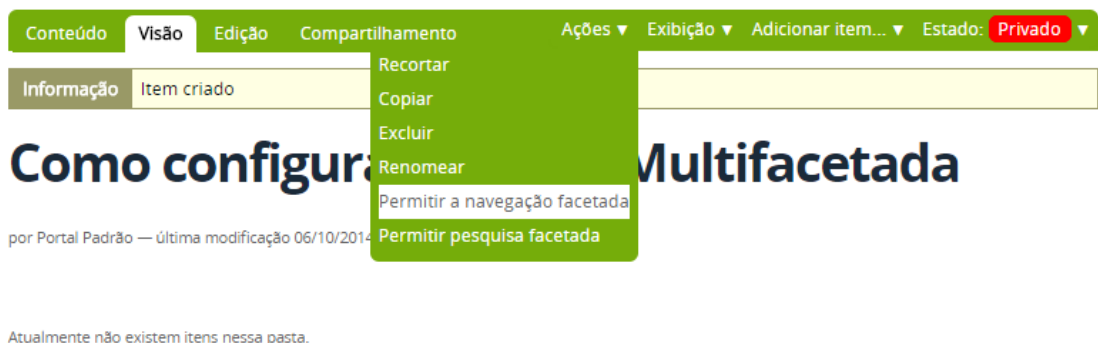 Conteúdo Visão Edição Compartilhamento Ações ▼ Exibição ▼ Adicionar item... ▼ Estado: Privado ▼
Recortar
Informação Item criado
Copiar
Excluir
Como configura Multifacetada
Renomear
Permitir a navegação facetada
por Portal Padrão — última modificação 06/10/2014
Permitir pesquisa facetada
Atualmente não existem itens nessa pasta.